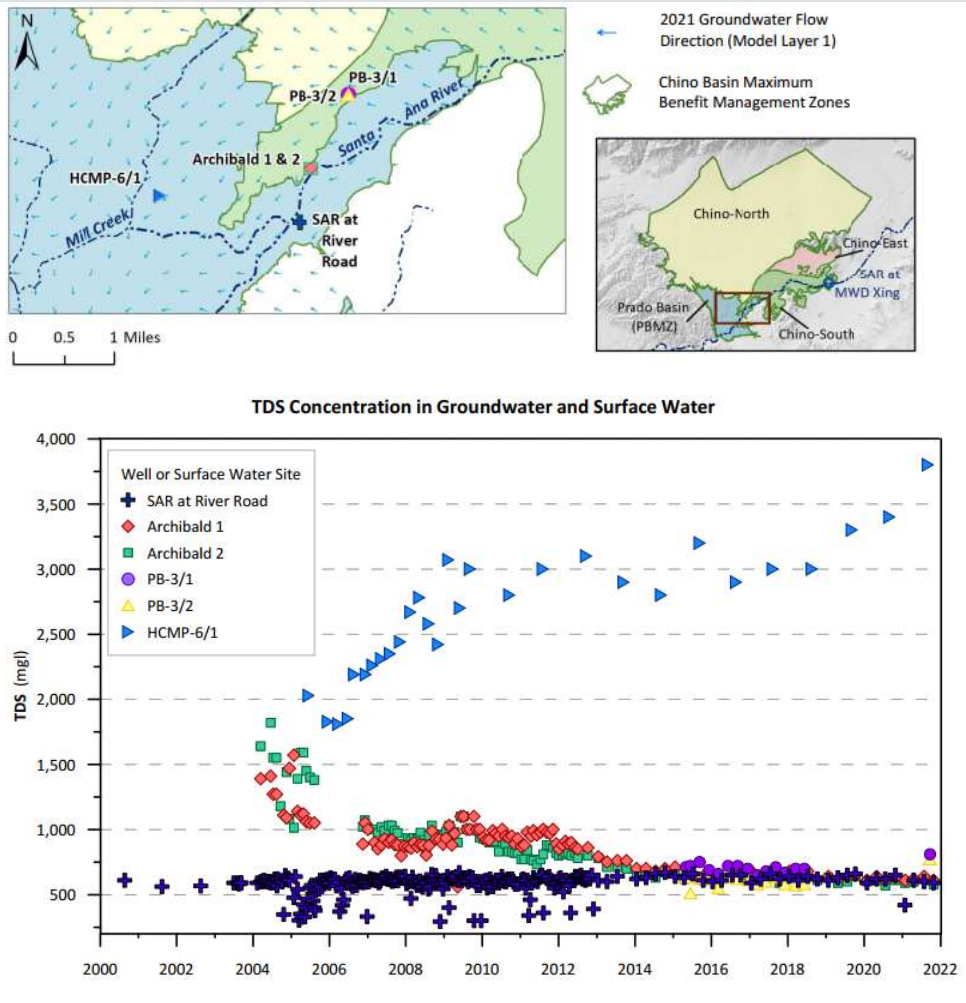 N
PB-3/1
PB-3/2
Ana River
Santa
Archibald 1 & 2
HCMP-6/1
Mill Creek
SAR at
River
Road
0 0.5 1 Miles
2021 Groundwater Flow
Direction (Model Layer 1)
Chino Basin Maximum
Benefit Management Zones
Chino-North
Chino-East
SAR at
MWD Xing
Prado Basin
(PBMZ)
Chino-South
TDS Concentration in Groundwater and Surface Water
4,000
3,500
3,000
2,500
2,000
1,500
1,000
500
TDS (mgl)
Well or Surface Water Site
SAR at River Road
Archibald 1
Archibald 2
PB-3/1
PB-3/2
HCMP-6/1
2000 2002 2004 2006 2008 2010 2012 2014 2016 2018 2020 2022